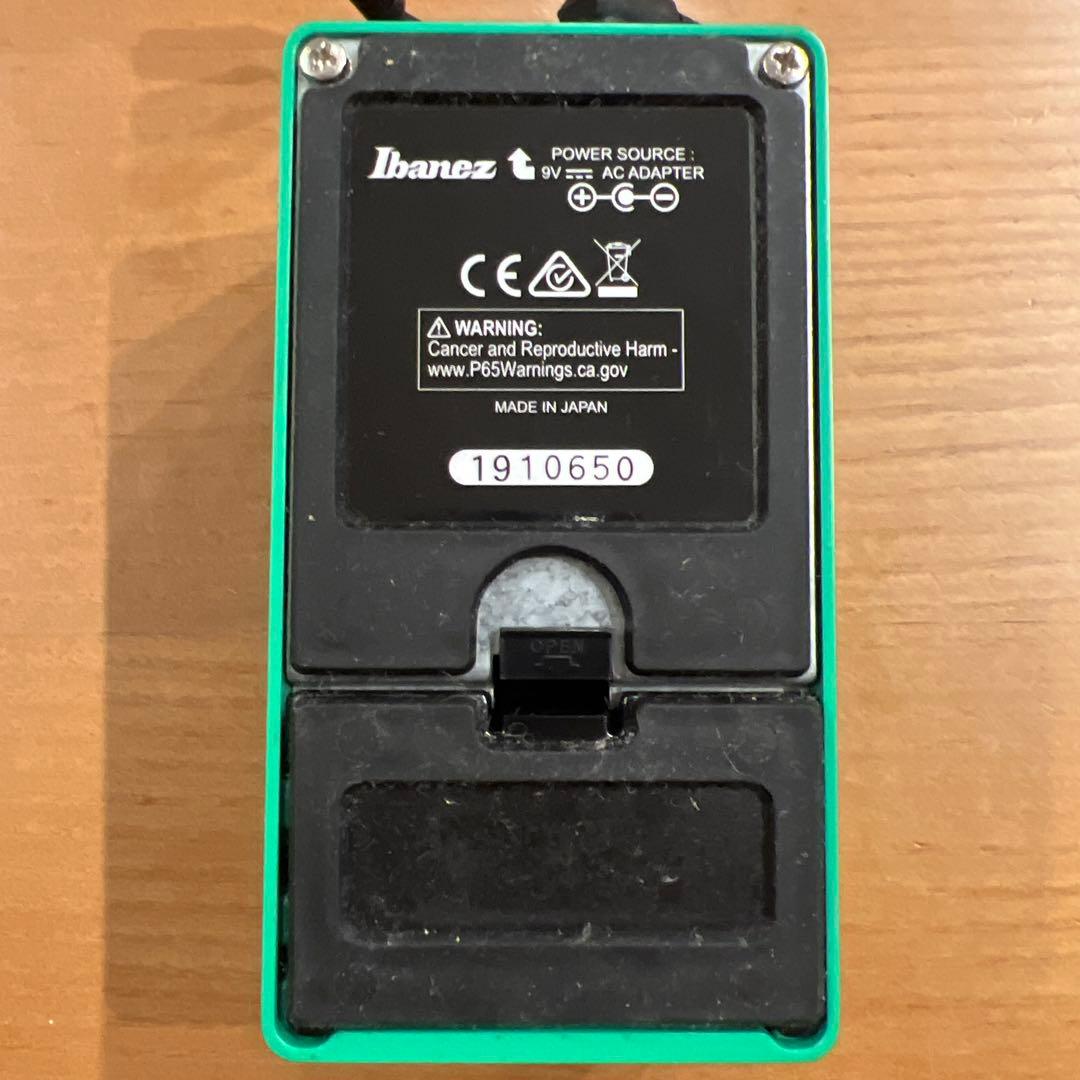 Ibanez
POWER SOURCE :
9V AC ADAPTER
CE
WARNING:
Cancer and Reproductive Harm -
www.P65Warnings.ca.gov
MADE IN JAPAN
1910650
OPEN